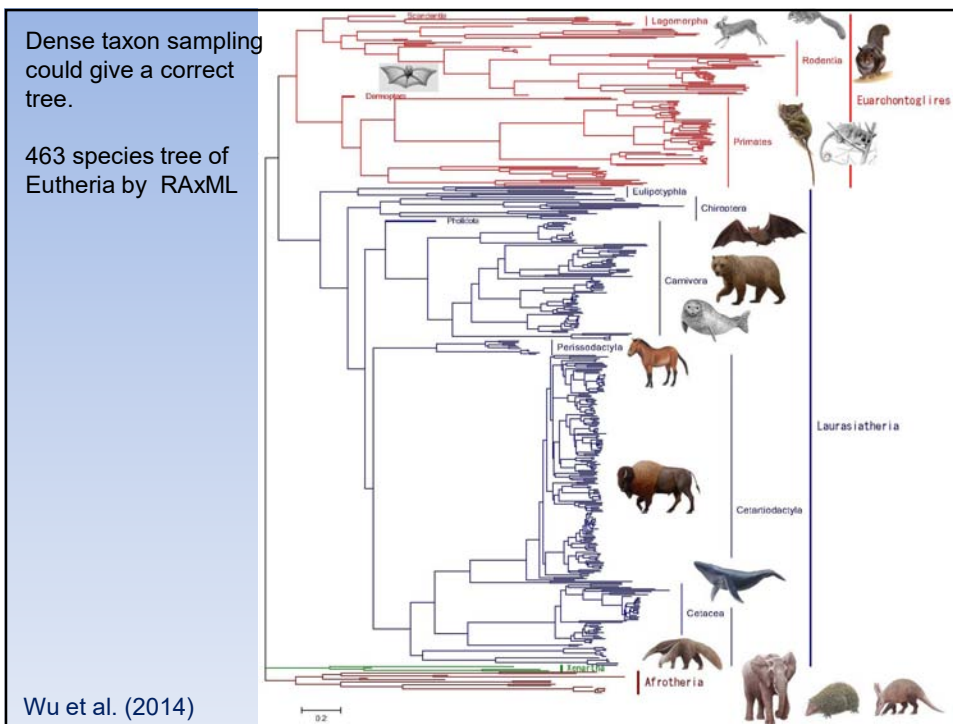 Dense taxon sampling
could give a correct
tree.
463 species tree of
Eutheria by RAxML
Wu et al. (2014)
Scandentia
Lagomorpha
Rodentia
Euarchontoglires
Dermoptera
Primates
Eulipotyphla
Chiroptera
Pholidota
Carnivora
Perissodactyla
Laurasiatheria
Cetartiodactyla
Cetacea
Xenartha
Afrotheria
0.2